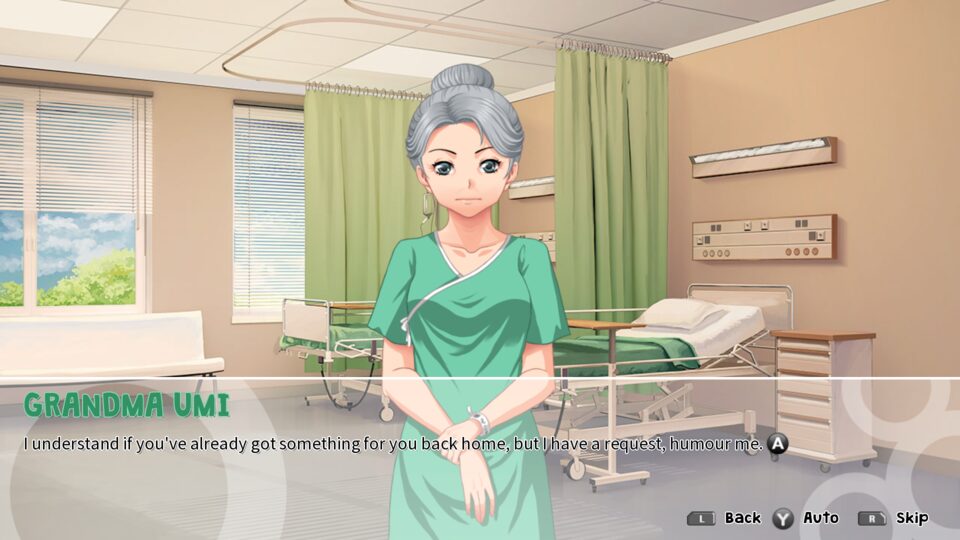 GRANDMA UMI
I understand if you've already got something for you back home, but I have a request, humour me. A
L Back Y Auto R Skip